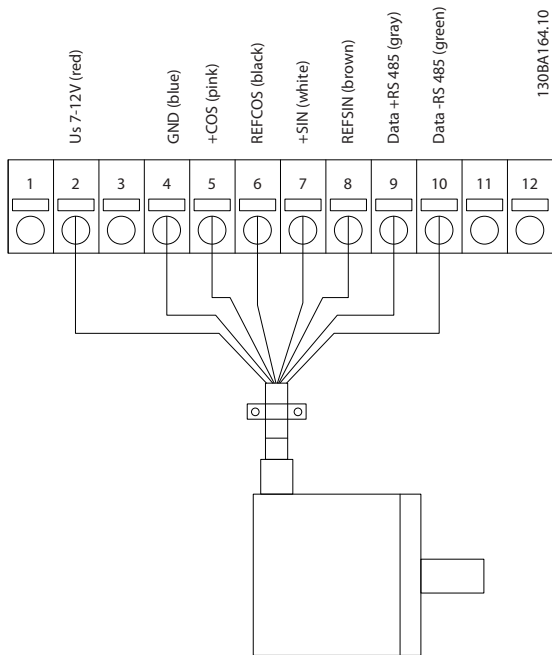 Us 7-12V (red)
GND (blue)
+COS (pink)
REFCOS (black)
+SIN (white)
REFSIN (brown)
Data +RS 485 (gray)
Data -RS 485 (green)
130BA164.10
1 2 3 4 5 6 7 8 9 10 11 12